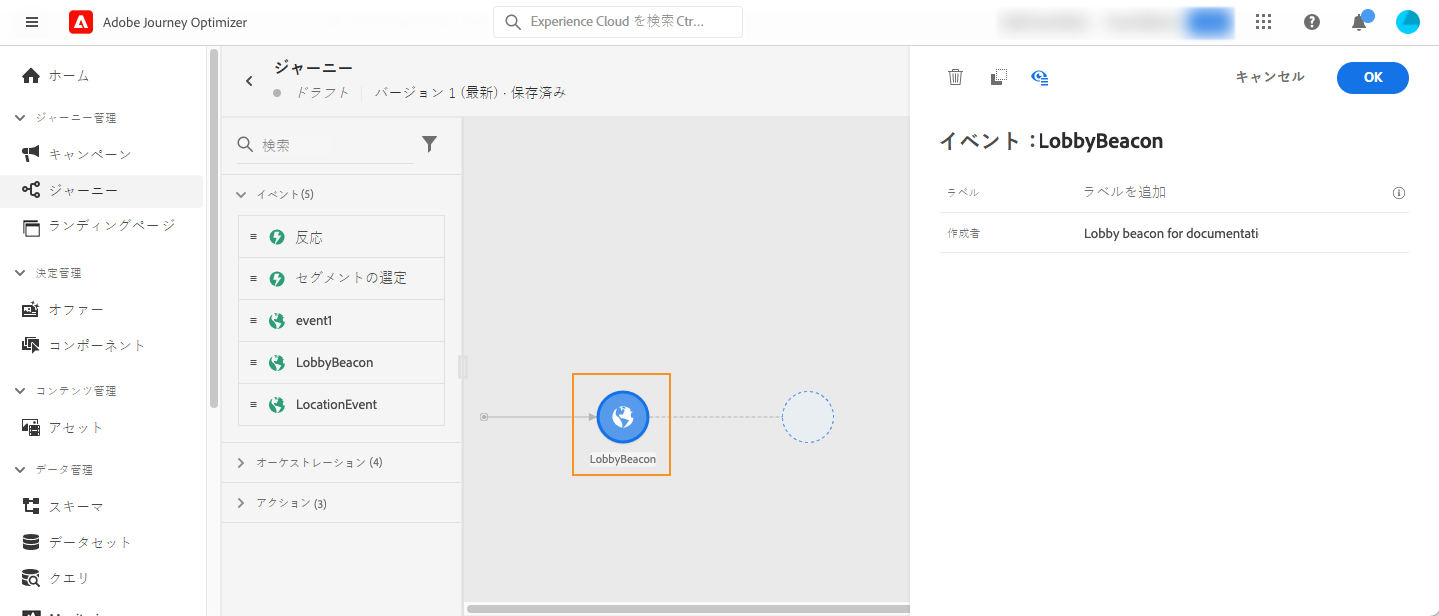 Adobe Journey Optimizer
Experience Cloud を検索 Ctr...
ホーム
ジャーニー管理
キャンペーン
ジャーニー
ランディングページ
決定管理
オファー
コンポーネント
コンテンツ管理
アセット
データ管理
スキーマ
データセット
クエリ
ジャーニー
ドラフト
バージョン 1 (最新) · 保存済み
検索
イベント(5)
反応
セグメントの選定
event1
LobbyBeacon
LocationEvent
オーケストレーション (4)
アクション (3)
LobbyBeacon
キャンセル
OK
イベント：LobbyBeacon
ラベル
ラベルを追加
作成者
Lobby beacon for documentati